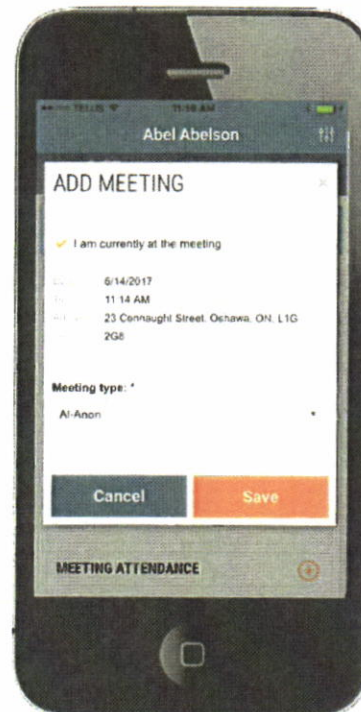 TELUS
Abel Abelson
ADD MEETING
×
✓ I am currently at the meeting
6/14/2017
11:14 AM
23 Connaught Street, Oshawa, ON, L1G
2G8
Meeting type: *
Al-Anon
Cancel
Save
MEETING ATTENDANCE